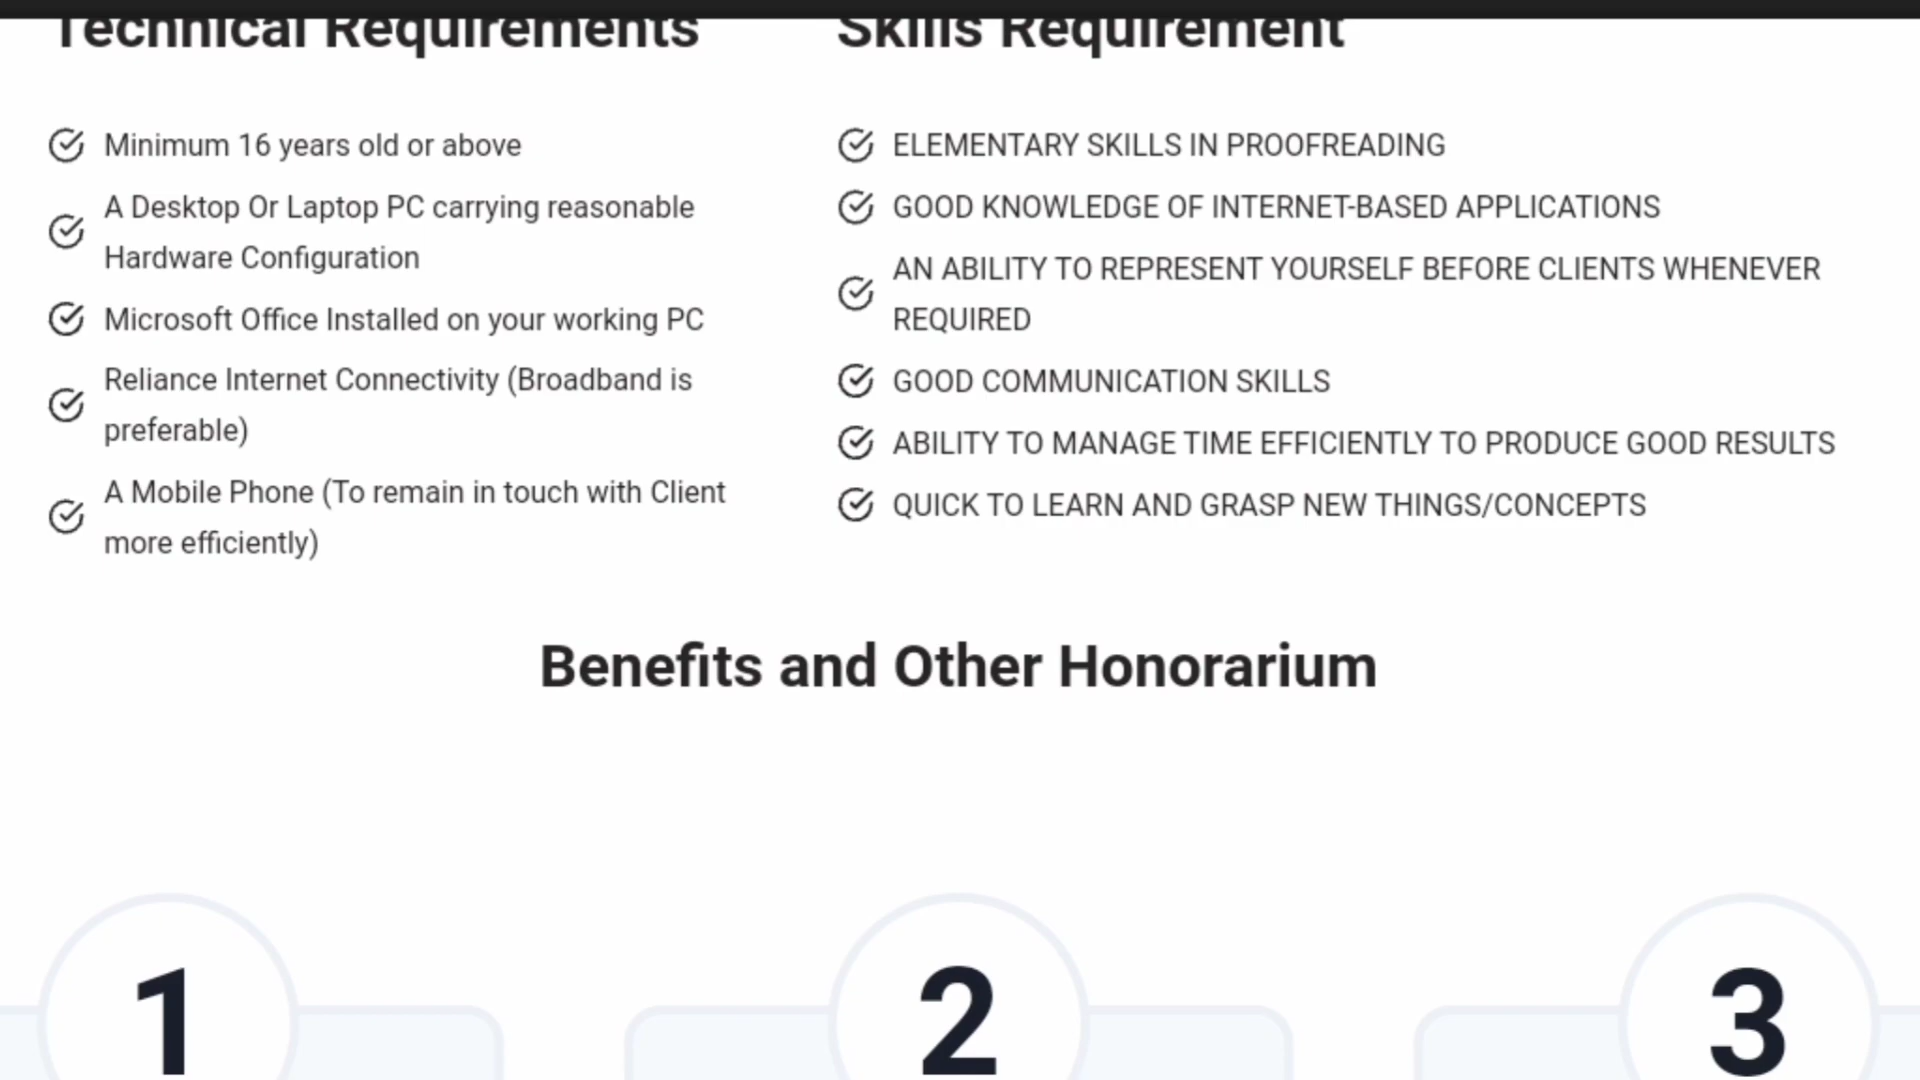 Technical Requirements
Minimum 16 years old or above
A Desktop Or Laptop PC carrying reasonable
Hardware Configuration
Microsoft Office Installed on your working PC
Reliance Internet Connectivity (Broadband is
preferable)
A Mobile Phone (To remain in touch with Client
more efficiently)
Skills Requirement
ELEMENTARY SKILLS IN PROOFREADING
GOOD KNOWLEDGE OF INTERNET-BASED APPLICATIONS
AN ABILITY TO REPRESENT YOURSELF BEFORE CLIENTS WHENEVER
REQUIRED
GOOD COMMUNICATION SKILLS
ABILITY TO MANAGE TIME EFFICIENTLY TO PRODUCE GOOD RESULTS
QUICK TO LEARN AND GRASP NEW THINGS/CONCEPTS
Benefits and Other Honorarium
1
2
3